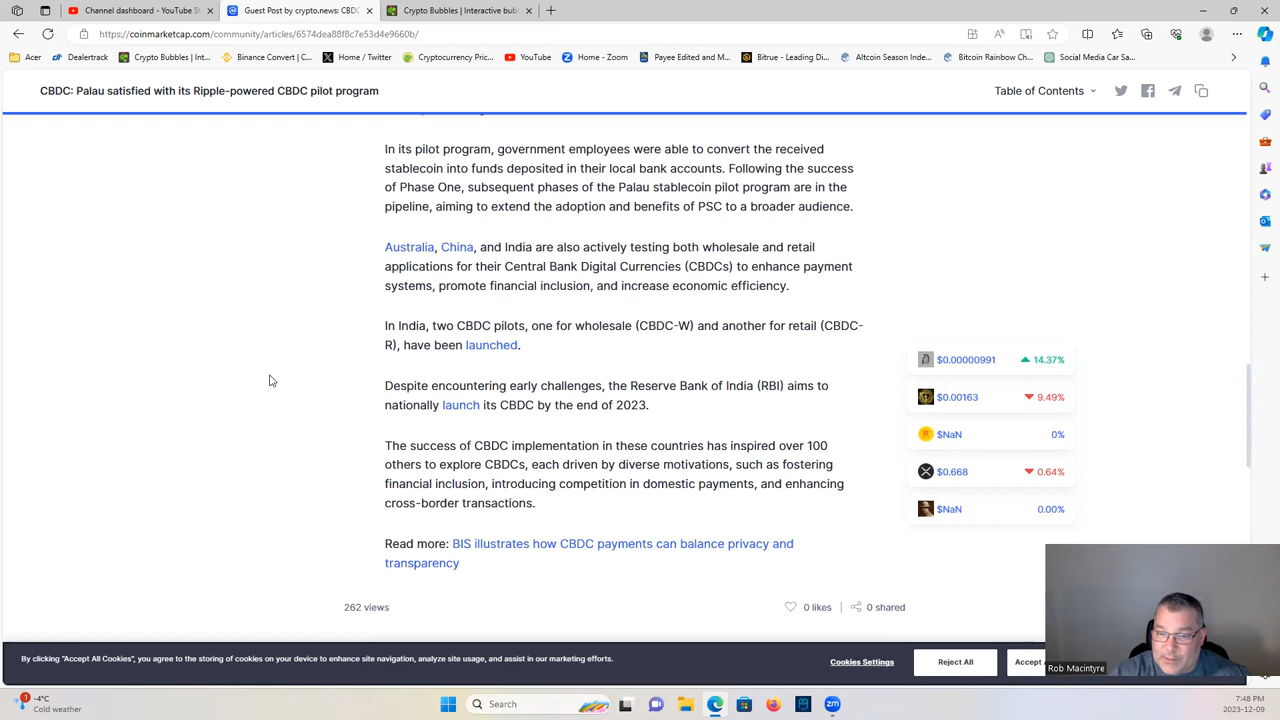 Channel dashboard - YouTube St
Guest Post by crypto.news: CBD
Crypto Bubbles | Interactive bub
https://coinmarketcap.com/community/articles/6574dea88f8c7e53d4e9660b/
Acer
Dealertrack
Crypto Bubbles | Int...
Binance Convert | C...
Home / Twitter
Cryptocurrency Pric...
YouTube
Home - Zoom
Payee Edited and M...
Bitrue - Leading Di...
Altcoin Season Inde...
Bitcoin Rainbow Ch...
Social Media Car Sa...
CBDC: Palau satisfied with its Ripple-powered CBDC pilot program
Table of Contents
In its pilot program, government employees were able to convert the received
stablecoin into funds deposited in their local bank accounts. Following the success
of Phase One, subsequent phases of the Palau stablecoin pilot program are in the
pipeline, aiming to extend the adoption and benefits of PSC to a broader audience.
Australia, China, and India are also actively testing both wholesale and retail
applications for their Central Bank Digital Currencies (CBDCs) to enhance payment
systems, promote financial inclusion, and increase economic efficiency.
In India, two CBDC pilots, one for wholesale (CBDC-W) and another for retail (CBDC-
R), have been launched.
Despite encountering early challenges, the Reserve Bank of India (RBI) aims to
nationally launch its CBDC by the end of 2023.
The success of CBDC implementation in these countries has inspired over 100
others to explore CBDCs, each driven by diverse motivations, such as fostering
financial inclusion, introducing competition in domestic payments, and enhancing
cross-border transactions.
Read more: BIS illustrates how CBDC payments can balance privacy and
transparency
$0.00000991 14.37%
$0.00163 9.49%
$NaN 0%
$0.668 0.64%
$NaN 0.00%
262 views
0 likes
0 shared
By clicking "Accept All Cookies", you agree to the storing of cookies on your device to enhance site navigation, analyze site usage, and assist in our marketing efforts.
Cookies Settings
Reject All
Accept
Rob Macintyre
1
-4°C
Cold weather
Search
zm
7:48 PM
2023-12-09